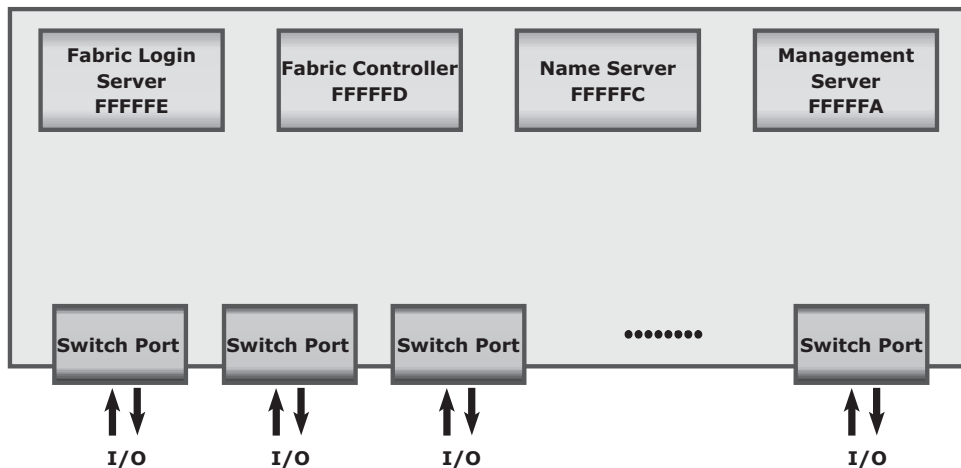 Fabric Login
Server
FFFFFE
Fabric Controller
FFFFFD
Name Server
FFFFFC
Management
Server
FFFFFA
Switch Port
Switch Port
Switch Port
Switch Port
I/O
I/O
I/O
I/O